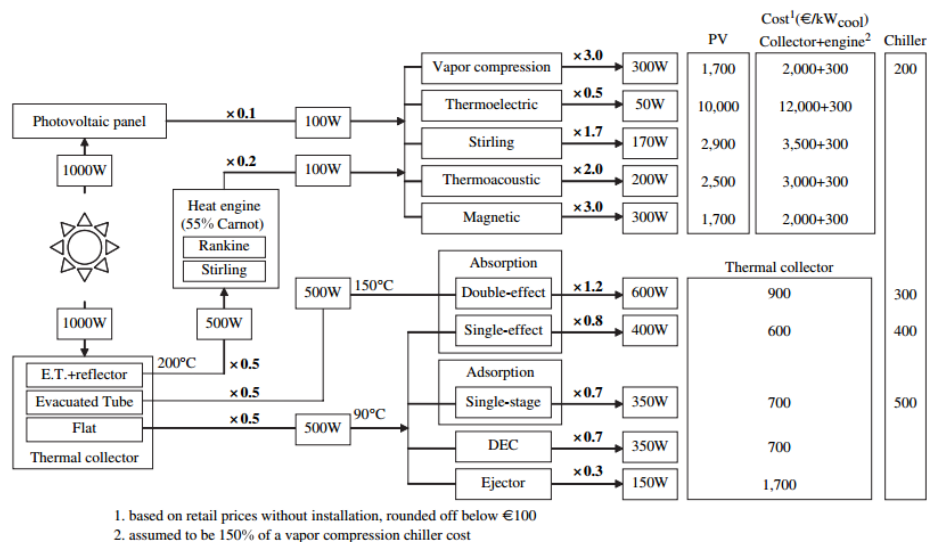 Cost¹(€/kWcool)
PV Collector+engine² Chiller
Vapor compression ×3.0 300W 1,700 2,000+300 200
Photovoltaic panel ×0.1 100W Thermoelectric ×0.5 50W 10,000 12,000+300
Stirling ×1.7 170W 2,900 3,500+300
1000W ×0.2 100W Thermoacoustic ×2.0 200W 2,500 3,000+300
Magnetic ×3.0 300W 1,700 2,000+300
Heat engine
(55% Carnot)
Rankine
Stirling
Absorption Thermal collector
500W 150°C Double-effect ×1.2 600W 900 300
1000W 500W Single-effect ×0.8 400W 600 400
200°C ×0.5
E.T.+reflector
Adsorption
Evacuated Tube ×0.5 Single-stage ×0.7 350W 700 500
Flat ×0.5 500W 90°C
Thermal collector
DEC ×0.7 350W 700
Ejector ×0.3 150W 1,700
1. based on retail prices without installation, rounded off below €100
2. assumed to be 150% of a vapor compression chiller cost